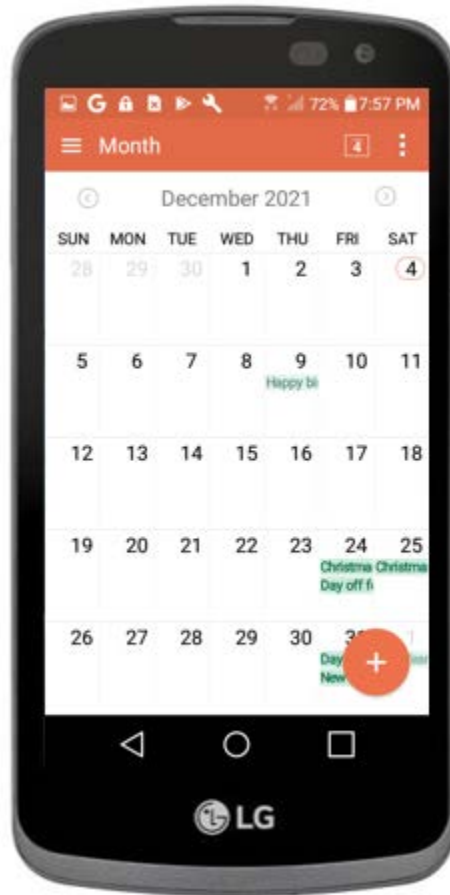 72% 7:57 PM
Month 4
December 2021
SUN MON TUE WED THU FRI SAT
28 29 30 1 2 3 4
5 6 7 8 9 10 11
Happy bi
12 13 14 15 16 17 18
19 20 21 22 23 24 25
Christma Christma
Day off f
26 27 28 29 30 1
Day
New
LG